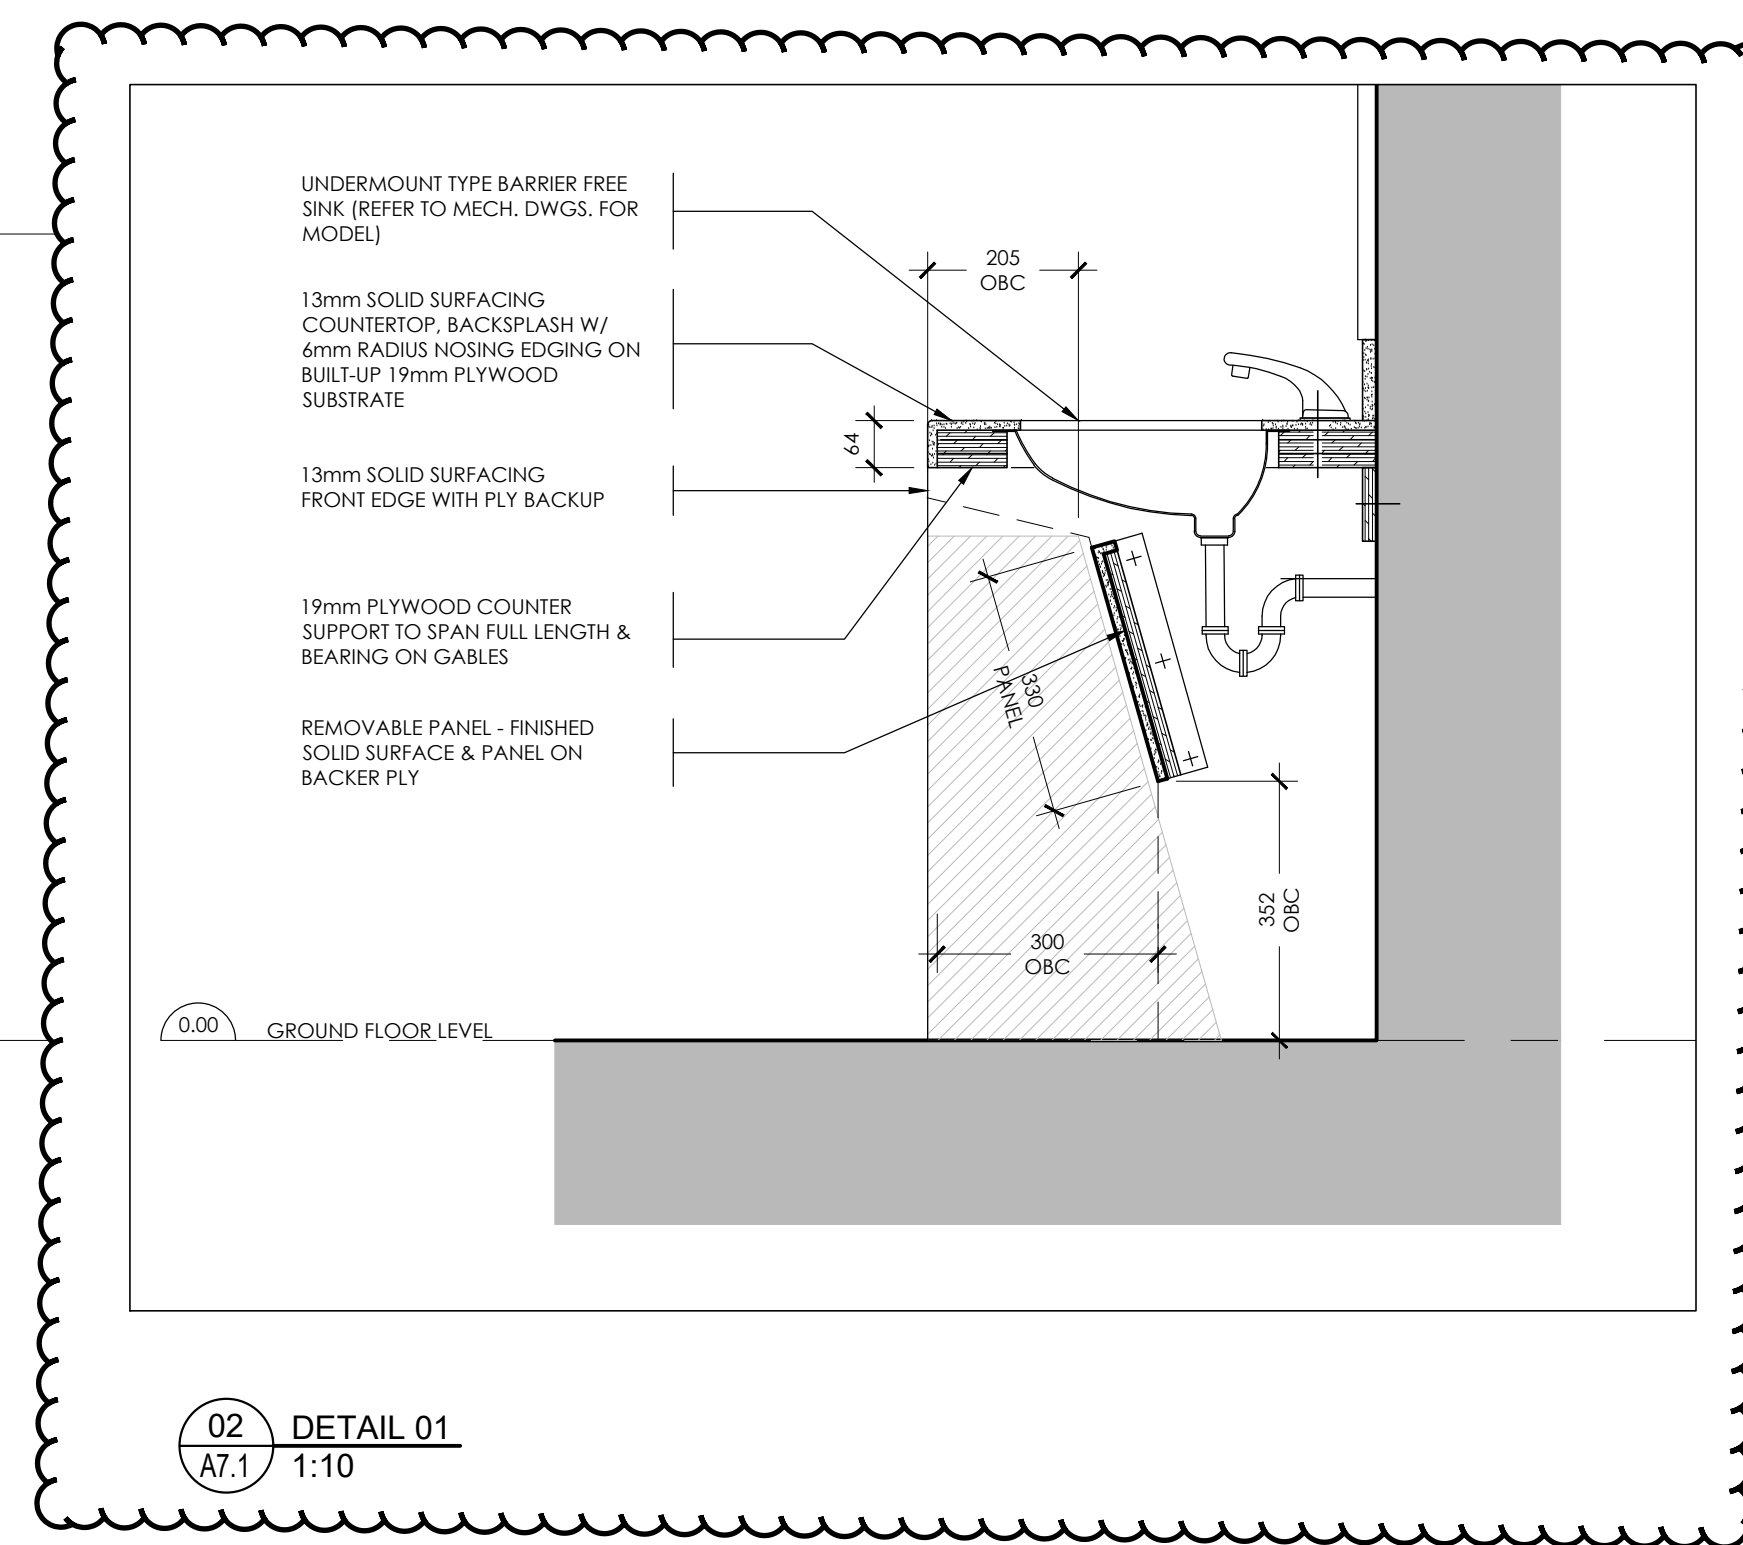 UNDERMOUNT TYPE BARRIER FREE
SINK (REFER TO MECH. DWGS. FOR
MODEL)
205
OBC
13mm SOLID SURFACING
COUNTERTOP, BACKSPLASH W/
6mm RADIUS NOSING EDGING ON
BUILT-UP 19mm PLYWOOD
SUBSTRATE
64
13mm SOLID SURFACING
FRONT EDGE WITH PLY BACKUP
19mm PLYWOOD COUNTER
SUPPORT TO SPAN FULL LENGTH &
BEARING ON GABLES
330
PANEL
REMOVABLE PANEL - FINISHED
SOLID SURFACE & PANEL ON
BACKER PLY
352
OBC
300
OBC
0.00
GROUND FLOOR LEVEL
02
A7.1
DETAIL 01
1:10